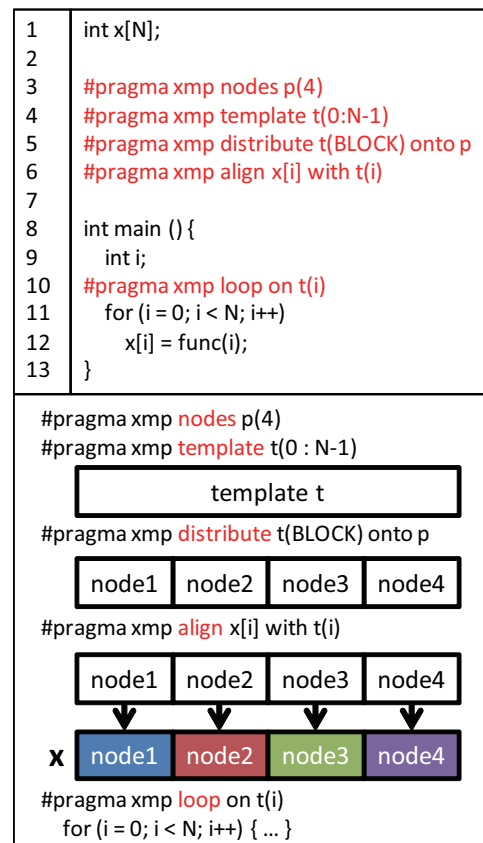 1 int x[N];
2
3 #pragma xmp nodes p(4)
4 #pragma xmp template t(0:N-1)
5 #pragma xmp distribute t(BLOCK) onto p
6 #pragma xmp align x[i] with t(i)
7
8 int main () {
9 int i;
10 #pragma xmp loop on t(i)
11 for (i = 0; i < N; i++)
12 x[i] = func(i);
13 }
#pragma xmp nodes p(4)
#pragma xmp template t(0 : N-1)
template t
#pragma xmp distribute t(BLOCK) onto p
node1 node2 node3 node4
#pragma xmp align x[i] with t(i)
node1 node2 node3 node4
x node1 node2 node3 node4
#pragma xmp loop on t(i)
for (i = 0; i < N; i++) { ... }